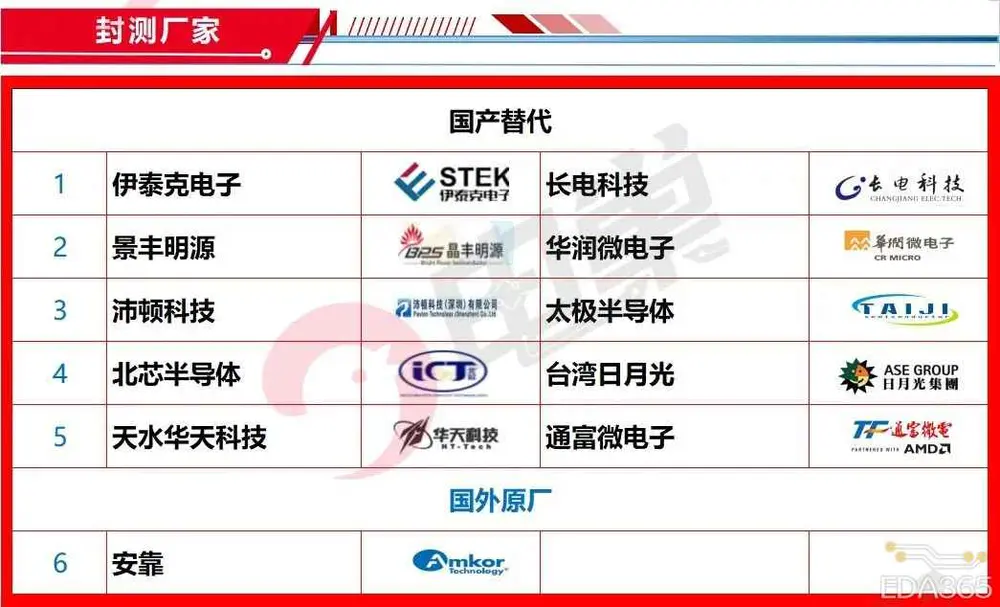 封测厂家
国产替代
1 伊泰克电子 STEK 伊泰克电子 长电科技 长电科技 CHANGJIANG ELEC.TECH
2 景丰明源 BPS 晶丰明源 Bright Power Semiconductor 华润微电子 華潤微电子 CR MICRO
3 沛顿科技 沛顿科技(深圳)有限公司 Payton Technology (Shenzhen) Co.,Ltd 太极半导体 TAIJI semiconductor
4 北芯半导体 iCT 台湾日月光 ASE GROUP 日月光集團
5 天水华天科技 华天科技 HT-Tech 通富微电子 TF 通富微電 PARTNERED WITH AMD
国外原厂
6 安靠 Amkor Technology®
EDA365